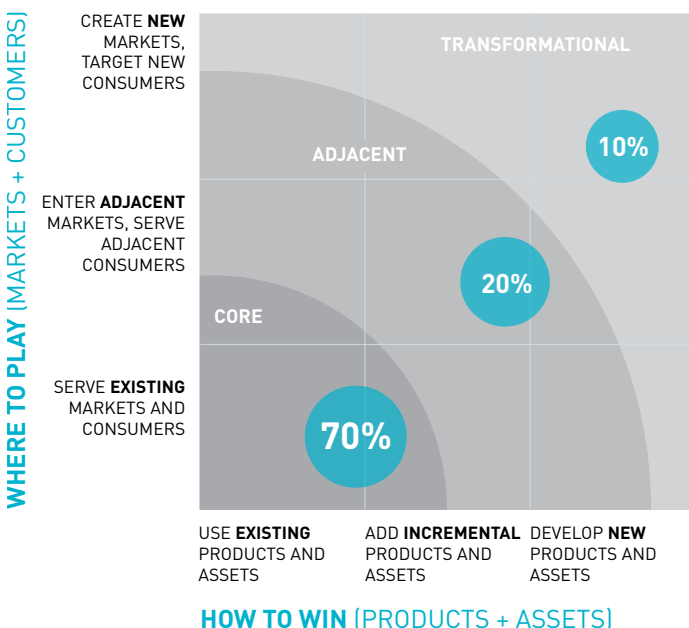 WHERE TO PLAY (MARKETS + CUSTOMERS)
CREATE NEW
MARKETS,
TARGET NEW
CONSUMERS
ENTER ADJACENT
MARKETS, SERVE
ADJACENT
CONSUMERS
SERVE EXISTING
MARKETS AND
CONSUMERS
TRANSFORMATIONAL
10%
ADJACENT
20%
CORE
70%
USE EXISTING
PRODUCTS AND
ASSETS
ADD INCREMENTAL
PRODUCTS AND
ASSETS
DEVELOP NEW
PRODUCTS AND
ASSETS
HOW TO WIN (PRODUCTS + ASSETS)